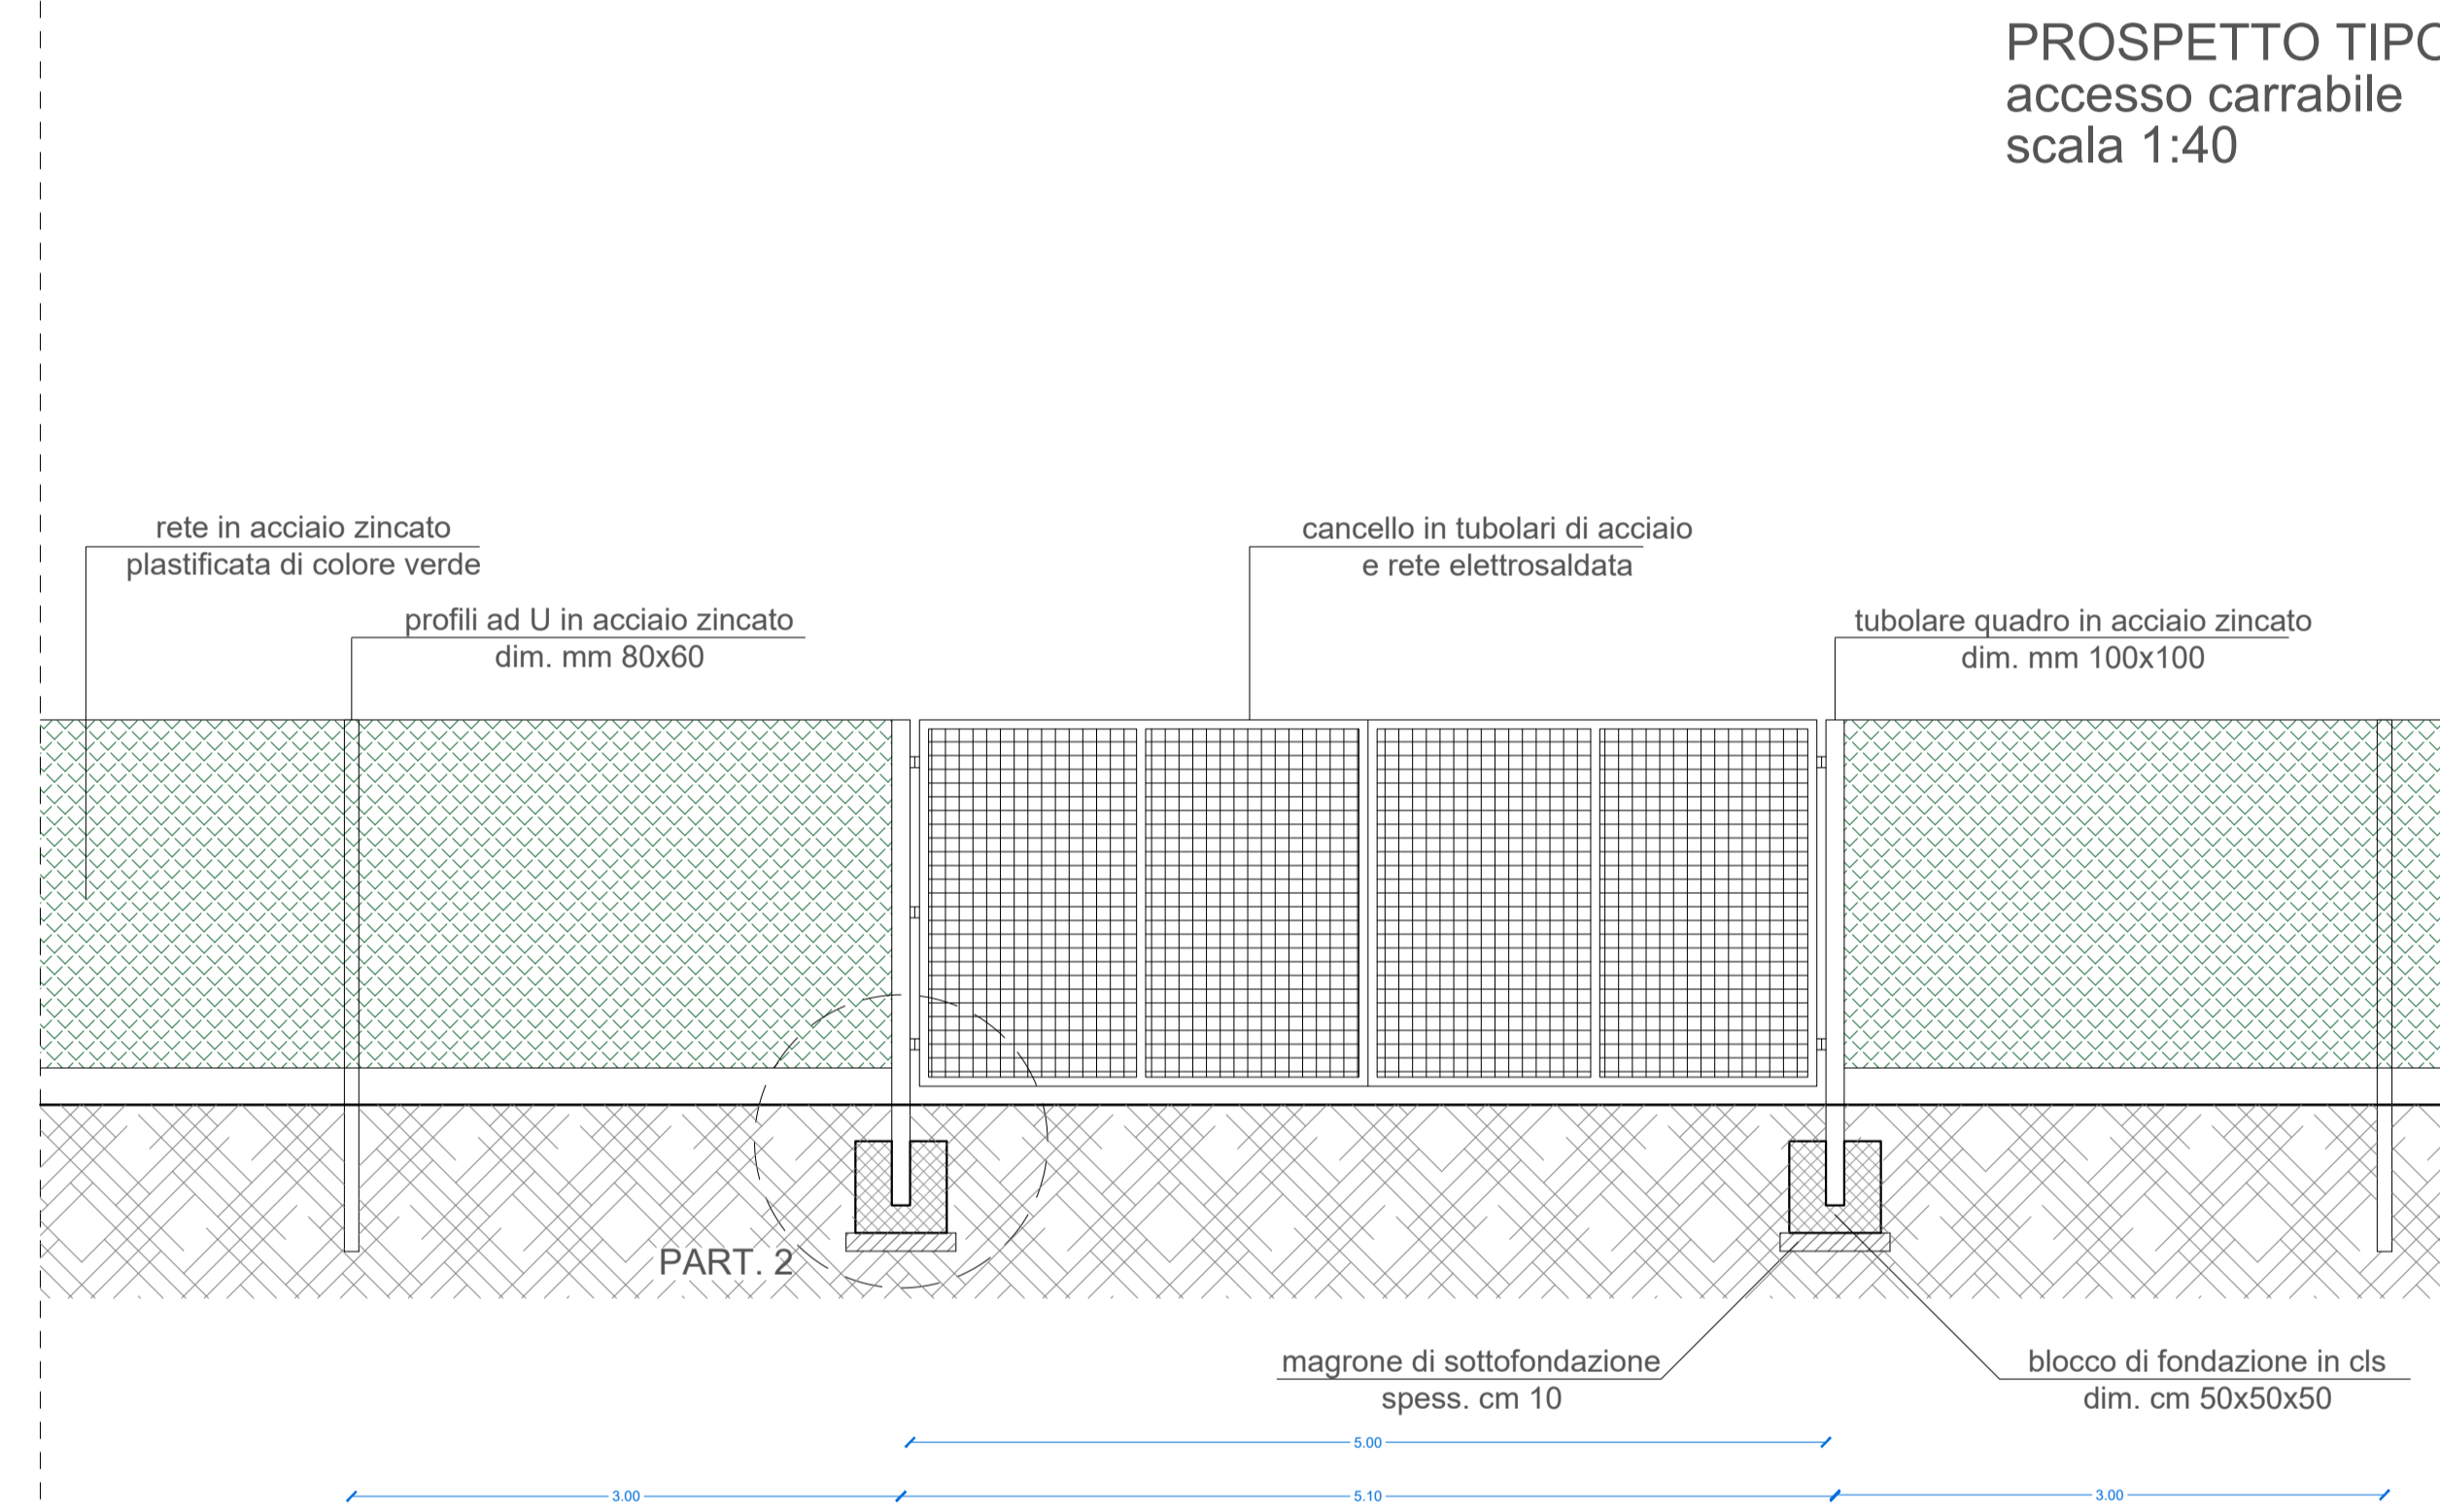 PROSPETTO TIPO
accesso carrabile
scala 1:40
rete in acciaio zincato
plastificata di colore verde
cancello in tubolari di acciaio
e rete elettrosaldata
profili ad U in acciaio zincato
dim. mm 80x60
tubolare quadro in acciaio zincato
dim. mm 100x100
PART. 2
magrone di sottofondazione
spess. cm 10
blocco di fondazione in cls
dim. cm 50x50x50
5.00
3.00
5.10
3.00